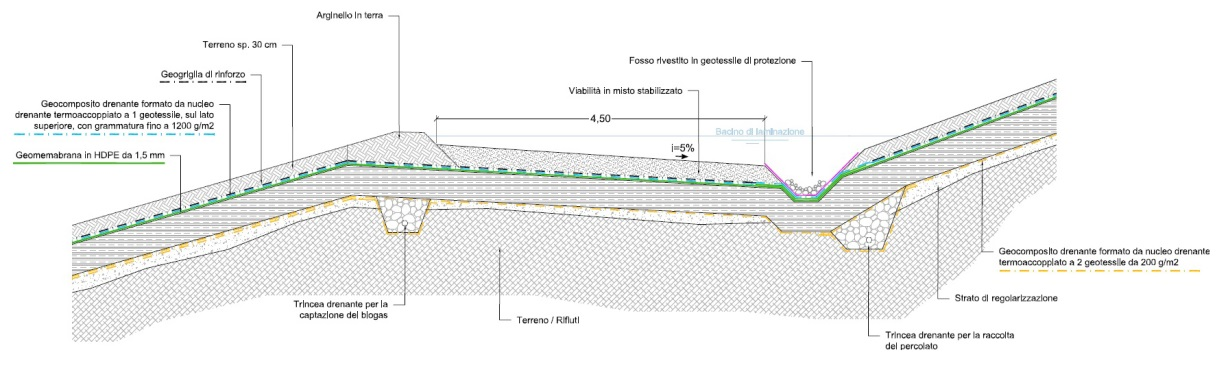 Arginello in terra
Terreno sp. 30 cm
Geogriglia di rinforzo
Geocomposito drenante formato da nucleo
drenante termoaccoppiato a 1 geotessile, sul lato
superiore, con grammatura fino a 1200 g/m2
Geomembrana in HDPE da 1,5 mm
Fosso rivestito in geotessile di protezione
Viabilità in misto stabilizzato
4,50
Bacino di laminazione
i=5%
Geocomposito drenante formato da nucleo drenante
termoaccoppiato a 2 geotessile da 200 g/m2
Strato di regolarizzazione
Trincea drenante per la
captazione del biogas
Terreno / Rifiuti
Trincea drenante per la raccolta
del percolato